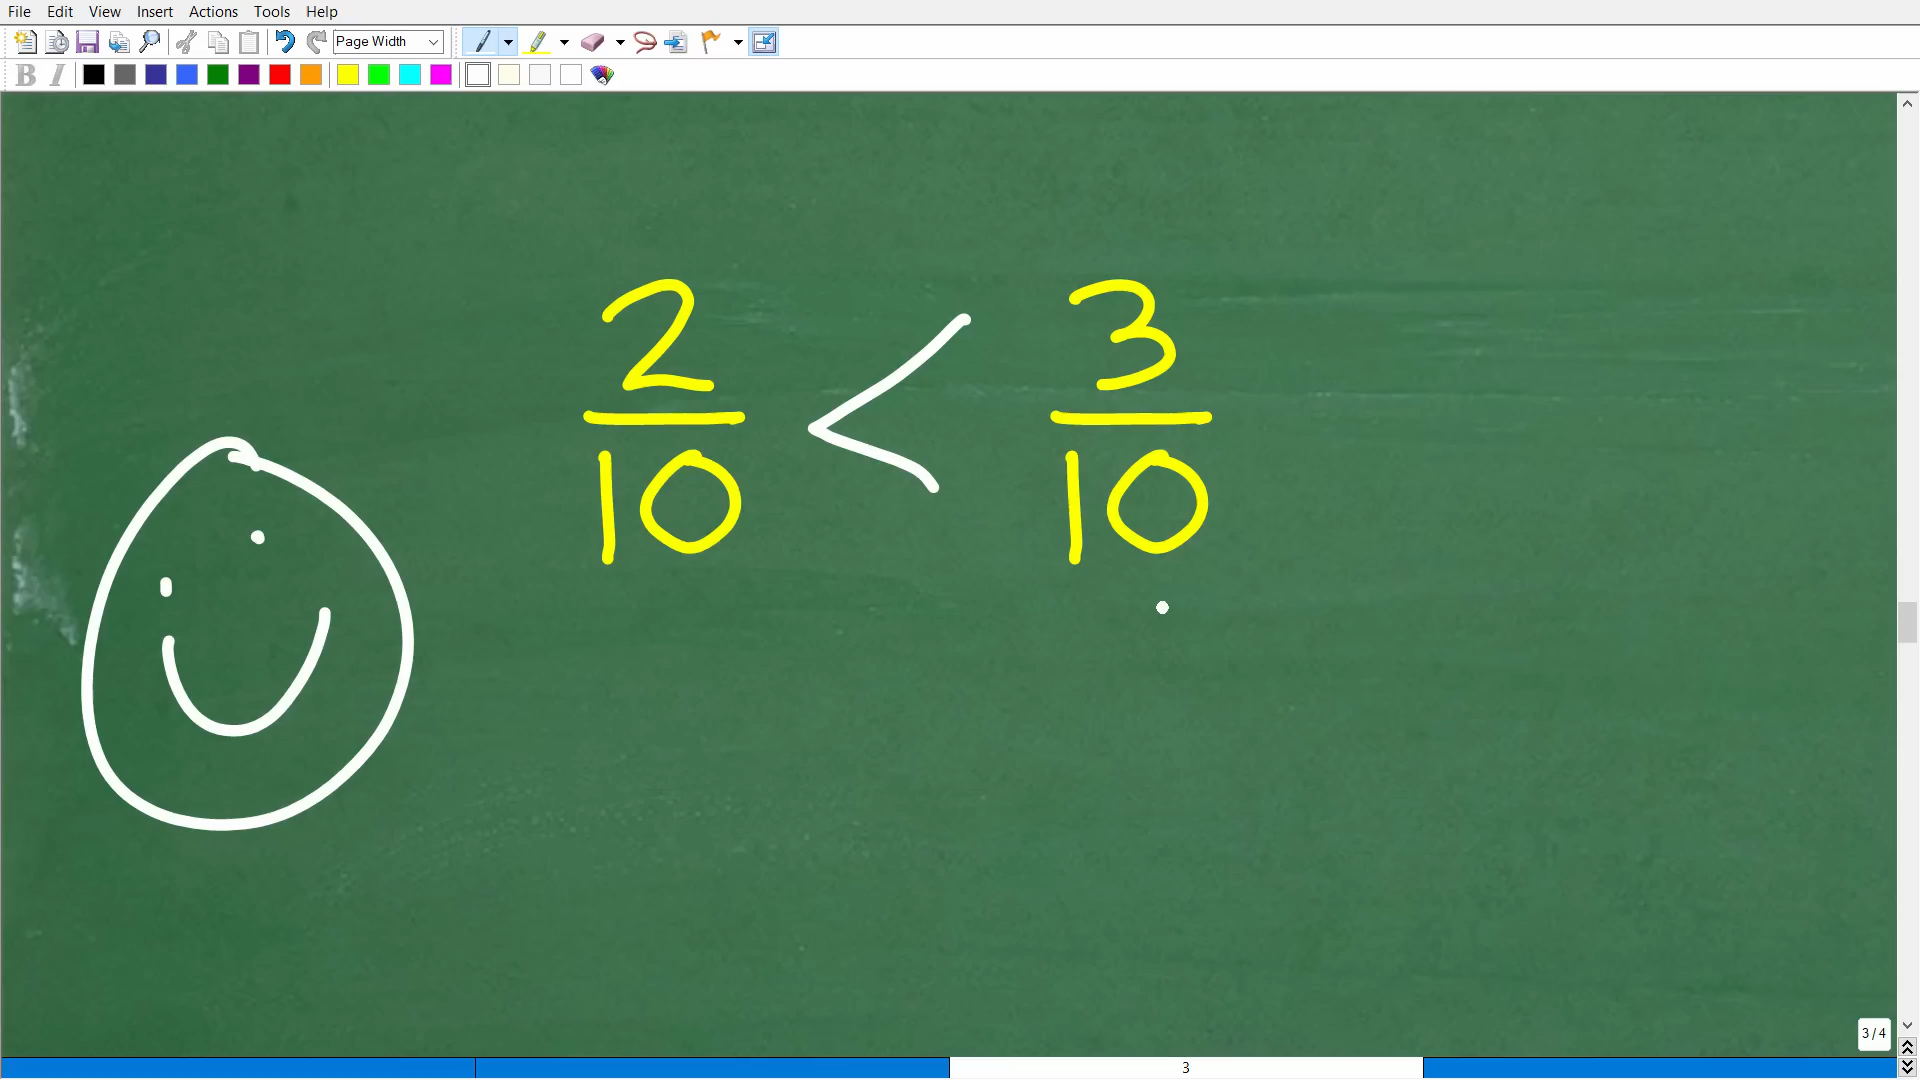 File Edit View Insert Actions Tools Help
Page Width
B I
2/10 < 3/10
3 / 4
3